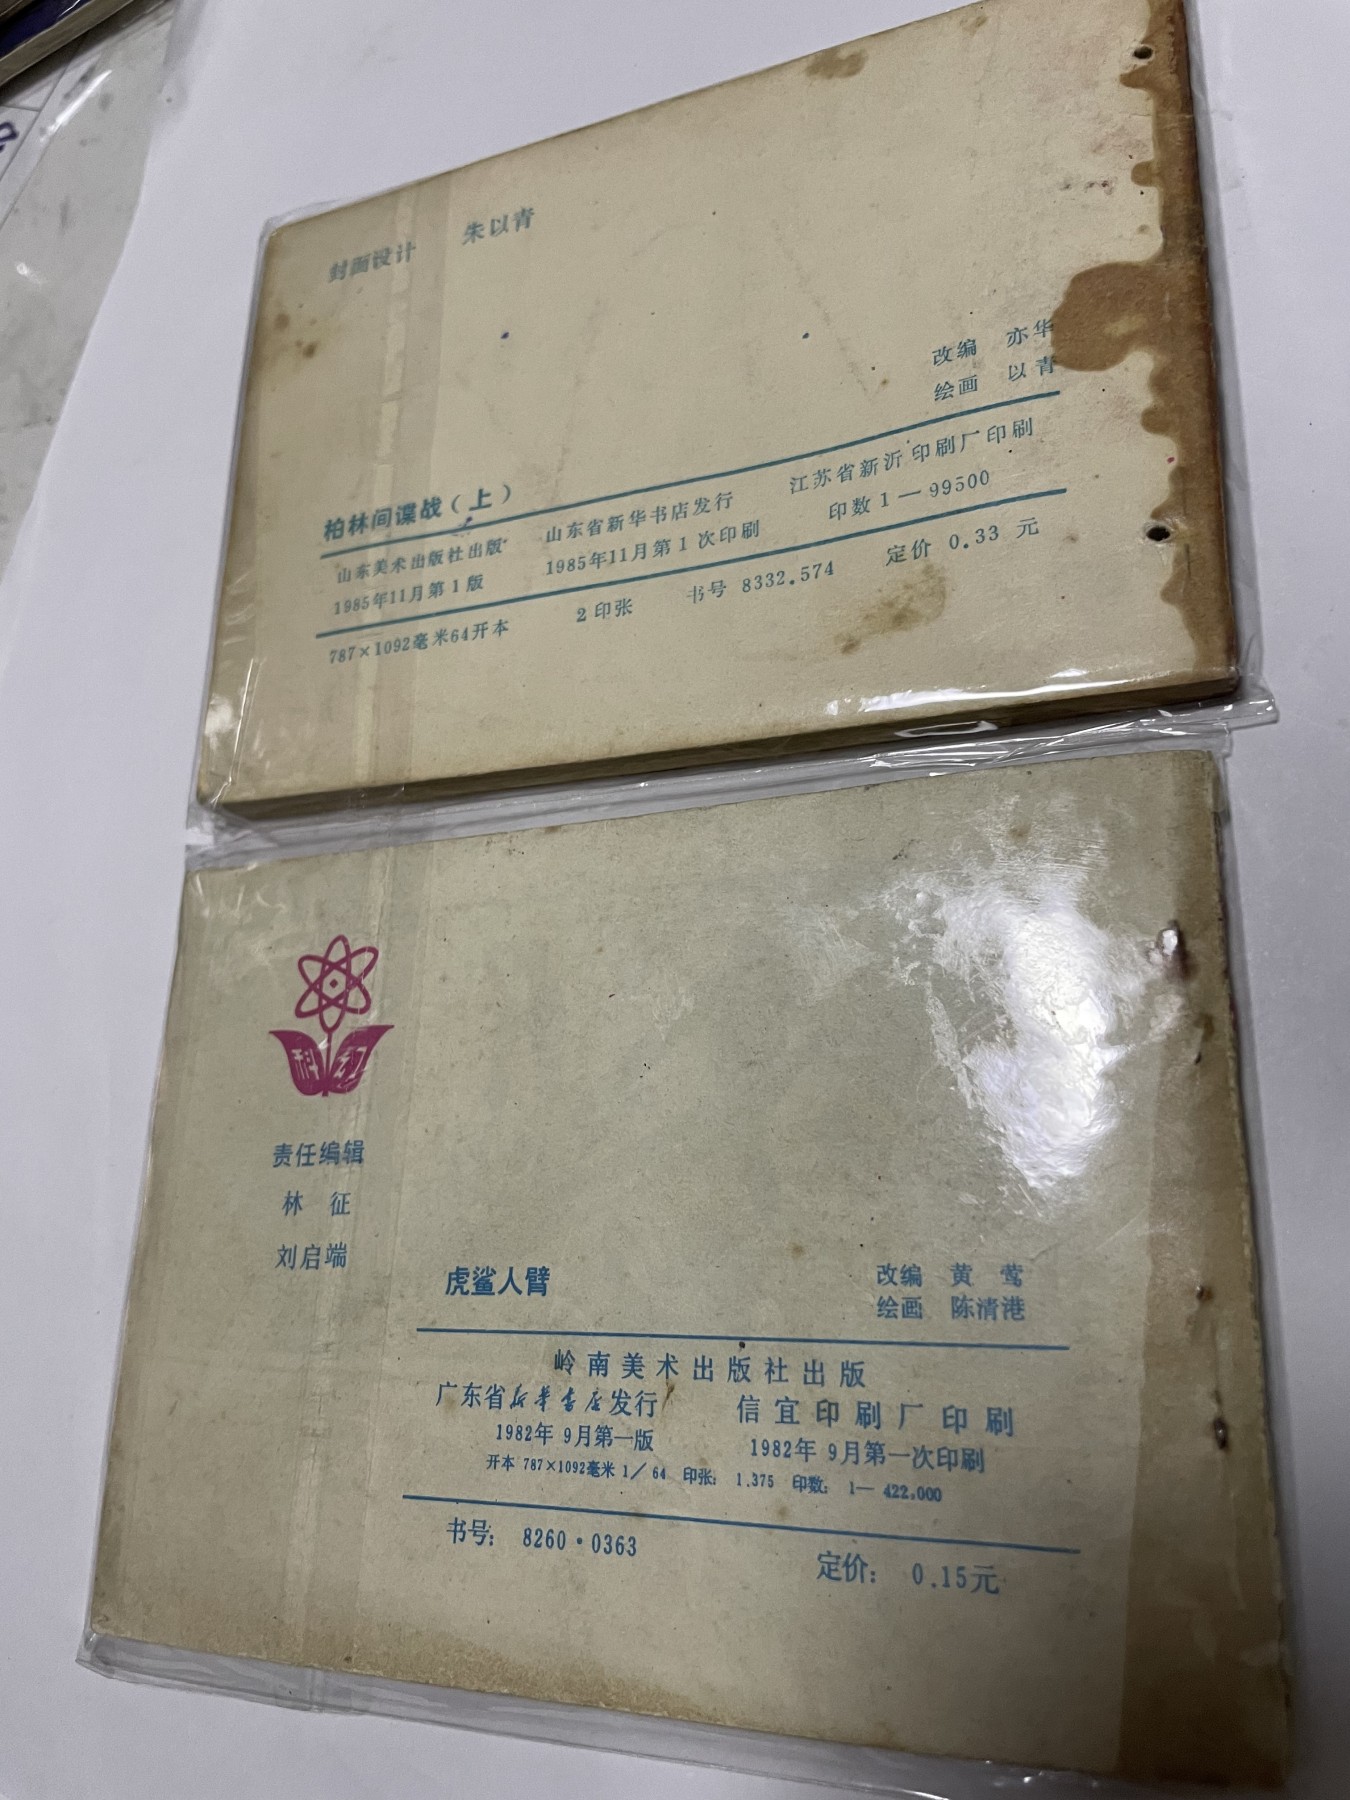 封面设计　朱以青
改编　亦华
绘画　以青
柏林间谍战（上）
山东美术出版社出版　山东省新华书店发行　江苏省新沂印刷厂印刷
1985年11月第1版　1985年11月第1次印刷　印数1—99500
787×1092毫米64开本　2印张　书号 8332.574　定价 0.33 元
科幻
责任编辑
林　征
刘启端
虎鲨人臂
改编　黄　莺
绘画　陈清港
岭南美术出版社出版
广东省新华书店发行　信宜印刷厂印刷
1982年 9月第一版　1982年 9月第一次印刷
开本 787×1092毫米 1／64　印张：1.375　印数：1—422,000
书号：8260·0363　定价：0.15元